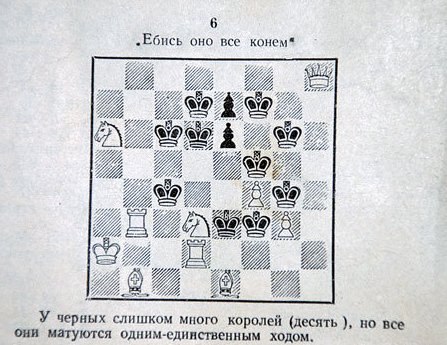 6
„Ебись оно все конем“
У черных слишком много королей (десять), но все
они матуются одним-единственным ходом.